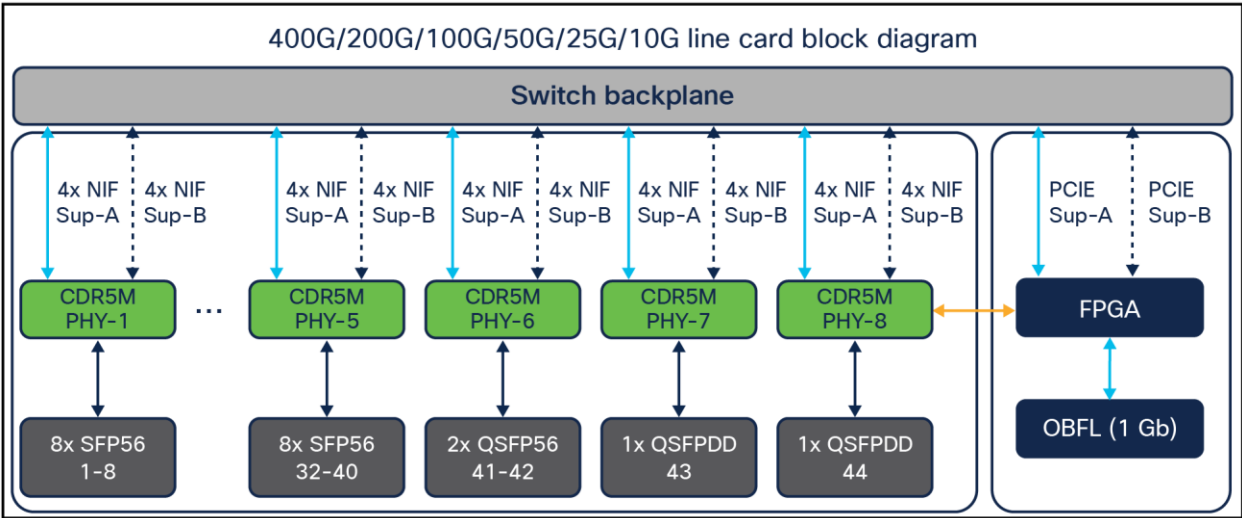 400G/200G/100G/50G/25G/10G line card block diagram
Switch backplane
4x NIF
Sup-A
4x NIF
Sup-B
4x NIF
Sup-A
4x NIF
Sup-B
4x NIF
Sup-A
4x NIF
Sup-B
4x NIF
Sup-A
4x NIF
Sup-B
4x NIF
Sup-A
4x NIF
Sup-B
PCIE
Sup-A
PCIE
Sup-B
CDR5M
PHY-1
...
CDR5M
PHY-5
CDR5M
PHY-6
CDR5M
PHY-7
CDR5M
PHY-8
FPGA
8x SFP56
1-8
8x SFP56
32-40
2x QSFP56
41-42
1x QSFPDD
43
1x QSFPDD
44
OBFL (1 Gb)